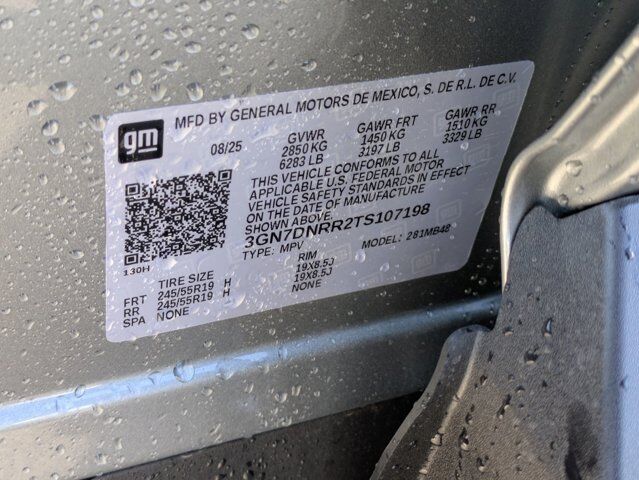 gm
MFD BY GENERAL MOTORS DE MEXICO, S. DE R.L. DE C.V.
08/25 GVWR GAWR FRT GAWR RR
2850 KG 1450 KG 1510 KG
6283 LB 3197 LB 3329 LB
THIS VEHICLE CONFORMS TO ALL
APPLICABLE U.S. FEDERAL MOTOR
VEHICLE SAFETY STANDARDS IN EFFECT
ON THE DATE OF MANUFACTURE
SHOWN ABOVE.
3GN7DNRR2TS107198
TYPE: MPV MODEL: 281MB48
130H
TIRE SIZE RIM
FRT 245/55R19 H 19X8.5J
RR 245/55R19 H 19X8.5J
SPA NONE NONE